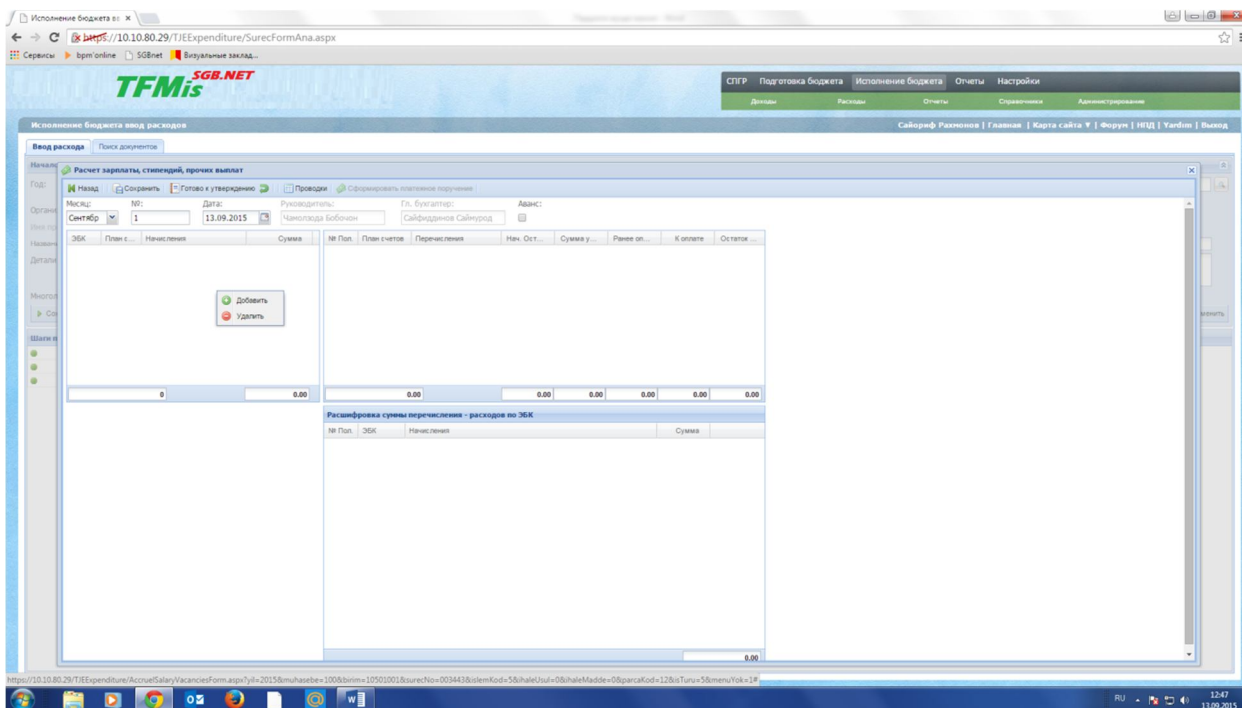 Исполнение бюджета вв ×
https://10.10.80.29/TJEExpenditure/SurecFormAna.aspx
Сервисы bpm'online SGBnet Визуальные заклад...
TFMis SGB.NET
СПГР Подготовка бюджета Исполнение бюджета Отчеты Настройки
Доходы Расходы Отчеты Справочники Администрирование
Исполнение бюджета ввод расходов
Сайориф Рахмонов | Главная | Карта сайта ▼ | Форум | НПД | Yardım | Выход
Ввод расхода Поиск документов
Начало
Год:
Расчет зарплаты, стипендий, прочих выплат
Назад Сохранить Готово к утверждению Проводки Сформировать платежное поручение
Месяц: №: Дата: Руководитель: Гл. бухгалтер: Аванс:
Сентябр 1 13.09.2015 Чамолзода Бобочон Сайфиддинов Саймурод
ЭБК План с... Начисления Сумма
№ Пол. План счетов Перечисления Нач. Ост... Сумма у... Ранее оп... К оплате Остаток ...
Органи
Назван
Детали
Многол
Добавить
Удалить
Шаги п
0 0.00
0.00 0.00 0.00 0.00 0.00 0.00
Расшифровка суммы перечисления - расходов по ЭБК
№ Пол. ЭБК Начисления Сумма
0.00
https://10.10.80.29/TJEExpenditure/AccruelSalaryVacanciesForm.aspx?yil=2015&muhasebe=100&birim=10501001&surecNo=003443&islemKod=5&ihaleUsul=0&ihaleMadde=0&parcaKod=12&isTuru=5&menuYok=1#
RU 12:47
13.09.2015